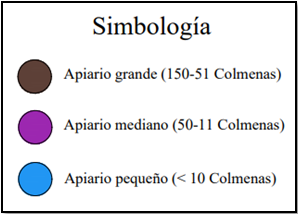 Simbología
Apiario grande (150-51 Colmenas)
Apiario mediano (50-11 Colmenas)
Apiario pequeño (< 10 Colmenas)